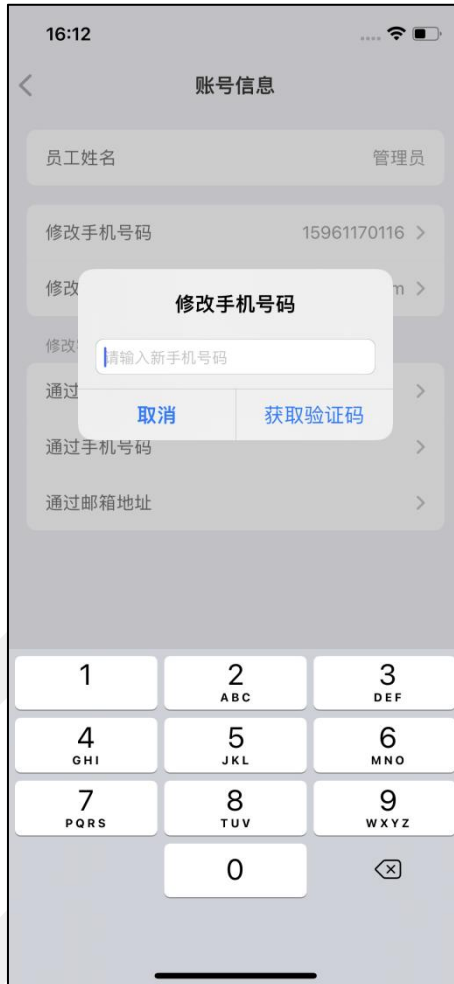 16:12
账号信息
员工姓名 管理员
修改手机号码 15961170116
修改 m
修改手机号码
修改
请输入新手机号码
通过
取消 获取验证码
通过手机号码
通过邮箱地址
1
2
ABC
3
DEF
4
GHI
5
JKL
6
MNO
7
PQRS
8
TUV
9
WXYZ
0